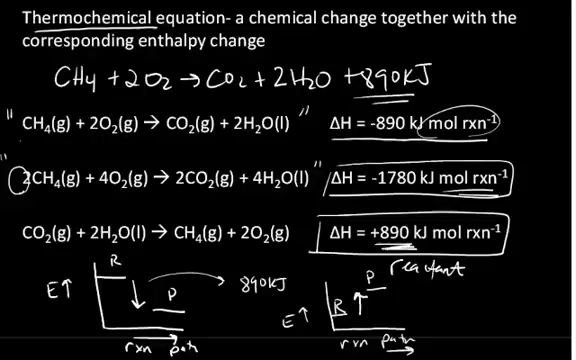 Thermochemical equation- a chemical change together with the
corresponding enthalpy change
CH4 + 2O2 → CO2 + 2H2O + 890KJ
" CH₄(g) + 2O₂(g) → CO₂(g) + 2H₂O(l) " ΔH = -890 kJ mol rxn⁻¹
" 2CH₄(g) + 4O₂(g) → 2CO₂(g) + 4H₂O(l) " ΔH = -1780 kJ mol rxn⁻¹
CO₂(g) + 2H₂O(l) → CH₄(g) + 2O₂(g) ΔH = +890 kJ mol rxn⁻¹
reactant
R
E↑ ↓ P 890KJ
rxn path
P
E↑ R ↑
rxn path